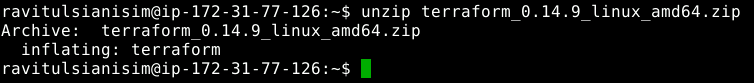 ravitulsianisim@ip-172-31-77-126:~$ unzip terraform_0.14.9_linux_amd64.zip
Archive:  terraform_0.14.9_linux_amd64.zip
  inflating: terraform
ravitulsianisim@ip-172-31-77-126:~$